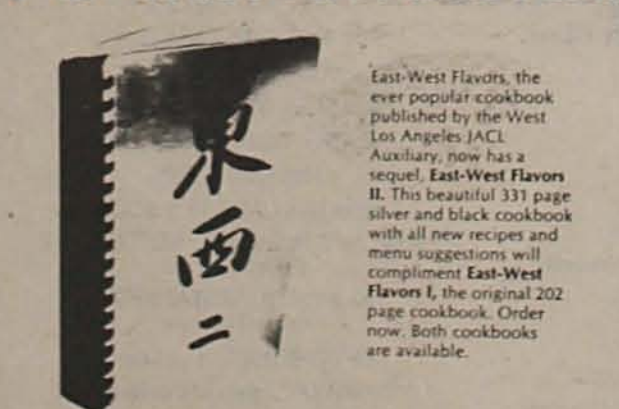 東
西
二
East-West Flavors, the
ever popular cookbook
published by the West
Los Angeles JACL
Auxiliary, now has a
sequel, East-West Flavors
II. This beautiful 331 page
silver and black cookbook
with all new recipes and
menu suggestions will
compliment East-West
Flavors I, the original 202
page cookbook. Order
now. Both cookbooks
are available.